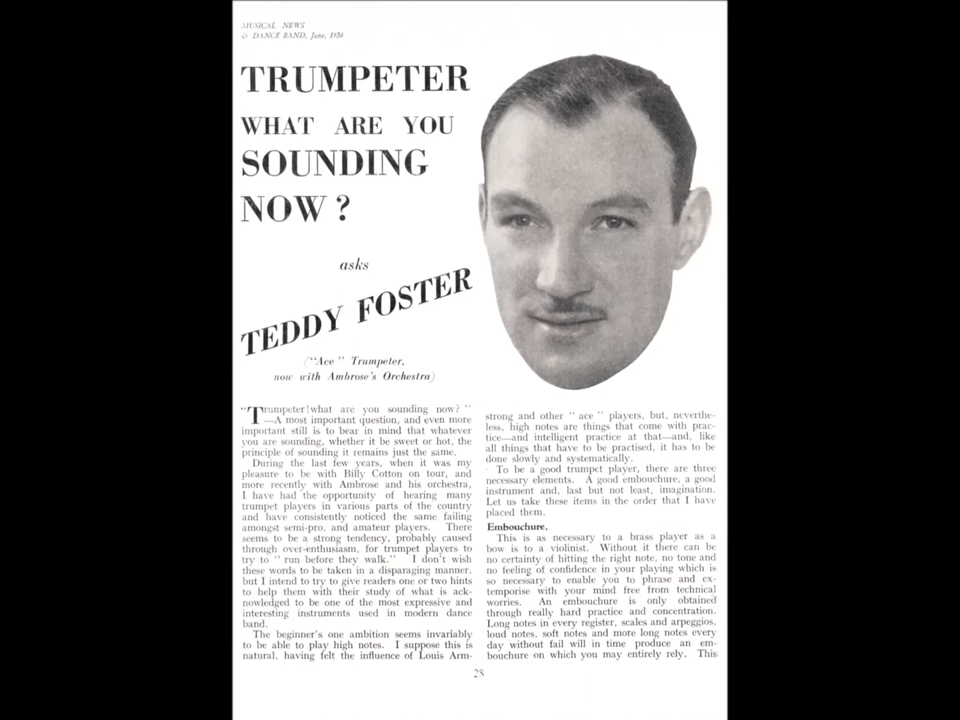 MUSICAL NEWS
& DANCE BAND, June, 1936
TRUMPETER
WHAT ARE YOU
SOUNDING
NOW?
asks
TEDDY FOSTER
("Ace" Trumpeter,
now with Ambrose's Orchestra)
"Trumpeter! what are you sounding now?"
—A most important question, and even more
important still is to bear in mind that whatever
you are sounding, whether it be sweet or hot, the
principle of sounding it remains just the same.
During the last few years, when it was my
pleasure to be with Billy Cotton on tour, and
more recently with Ambrose and his orchestra,
I have had the opportunity of hearing many
trumpet players in various parts of the country
and have consistently noticed the same failing
amongst semi-pro, and amateur players. There
seems to be a strong tendency, probably caused
through over-enthusiasm, for trumpet players to
try to "run before they walk." I don't wish
these words to be taken in a disparaging manner,
but I intend to try to give readers one or two hints
to help them with their study of what is ack-
nowledged to be one of the most expressive and
interesting instruments used in modern dance
band.
The beginner's one ambition seems invariably
to be able to play high notes. I suppose this is
natural, having felt the influence of Louis Arm-
strong and other "ace" players, but, neverthe-
less, high notes are things that come with prac-
tice—and intelligent practice at that—and, like
all things that have to be practised, it has to be
done slowly and systematically.
To be a good trumpet player, there are three
necessary elements. A good embouchure, a good
instrument and, last but not least, imagination.
Let us take these items in the order that I have
placed them.
Embouchure.
This is as necessary to a brass player as a
bow is to a violinist. Without it there can be
no certainty of hitting the right note, no tone and
no feeling of confidence in your playing which is
so necessary to enable you to phrase and ex-
temporise with your mind free from technical
worries. An embouchure is only obtained
through really hard practice and concentration.
Long notes in every register, scales and arpeggios,
loud notes, soft notes and more long notes every
day without fail will in time produce an em-
bouchure on which you may entirely rely. This
28